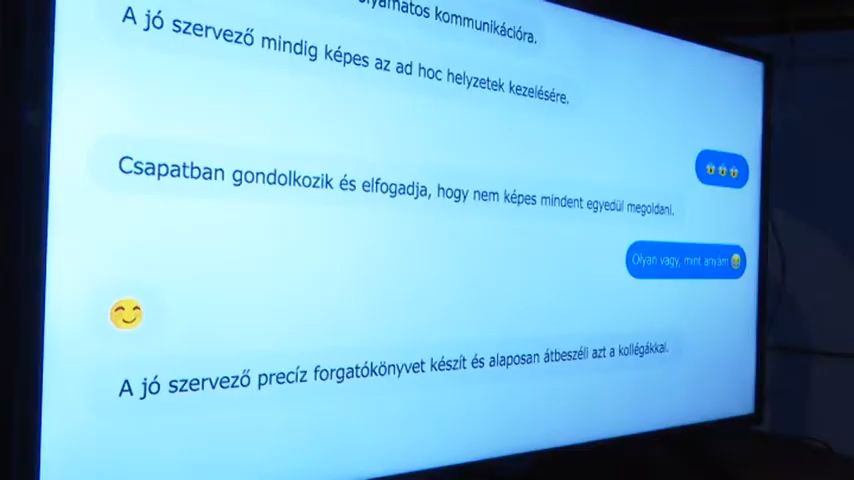 kommunikációra.
A jó szervező mindig képes az ad hoc helyzetek kezelésére.
Csapatban gondolkozik és elfogadja, hogy nem képes mindent egyedül megoldani.
Olyan vagy, mint anyám
A jó szervező precíz forgatókönyvet készít és alaposan átbeszéli azt a kollégákkal.